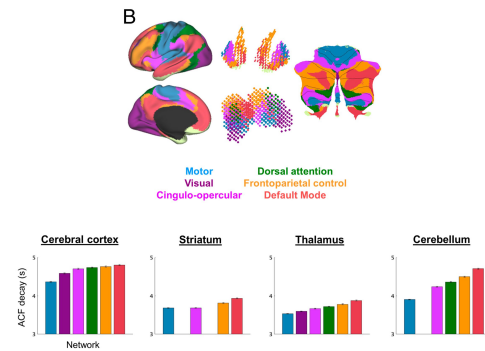 B
Motor Dorsal attention
Visual Frontoparietal control
Cingulo-opercular Default Mode
Cerebral cortex Striatum Thalamus Cerebellum
ACF decay (s)
5 5 5 5
4 4 4 4
3 3 3 3
Network